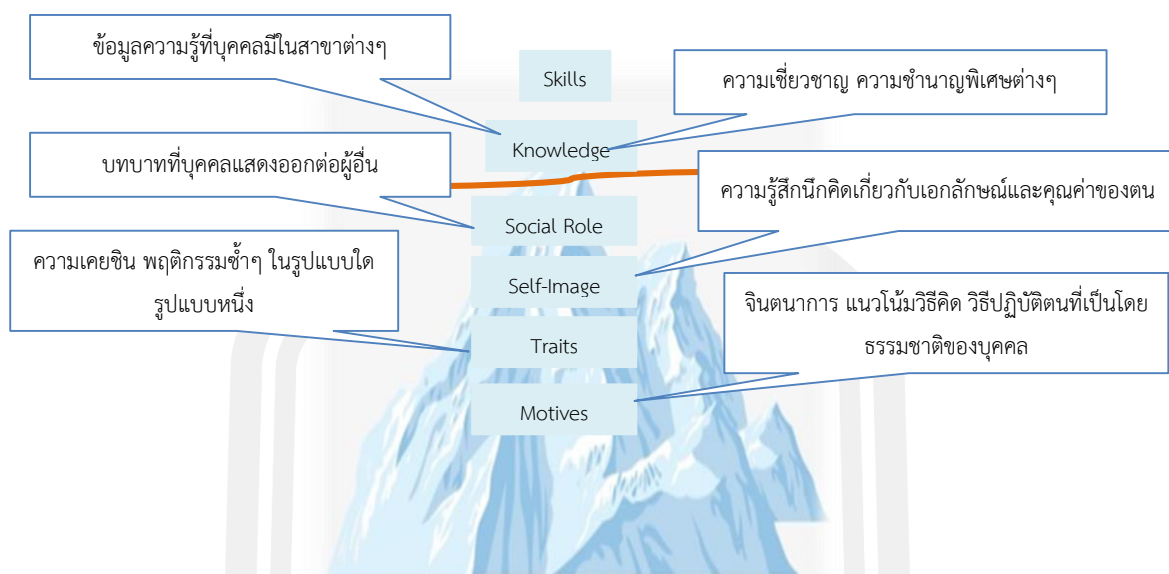 ข้อมูลความรู้ที่บุคคลมีในสาขาต่างๆ
Skills
ความเชี่ยวชาญ ความชำนาญพิเศษต่างๆ
Knowledge
บทบาทที่บุคคลแสดงออกต่อผู้อื่น
ความรู้สึกนึกคิดเกี่ยวกับเอกลักษณ์และคุณค่าของตน
Social Role
ความเคยชิน พฤติกรรมซ้ำๆ ในรูปแบบใด
รูปแบบหนึ่ง
Self-Image
จินตนาการ แนวโน้มวิธีคิด วิธีปฏิบัติตนที่เป็นโดย
ธรรมชาติของบุคคล
Traits
Motives